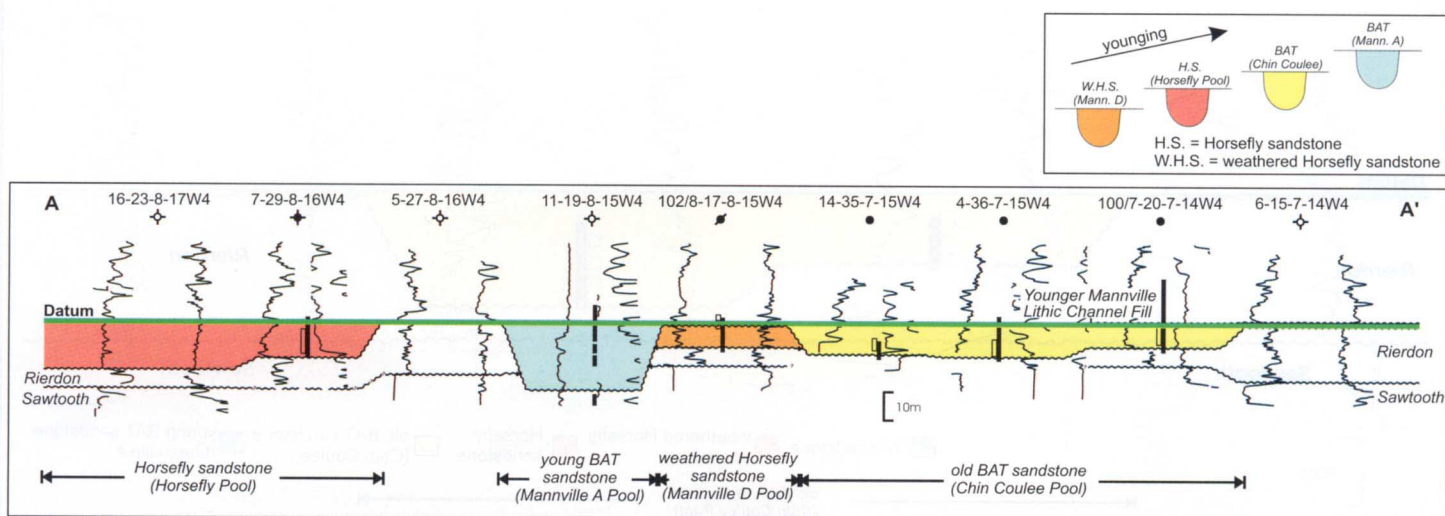 younging
BAT
(Mann. A)
BAT
(Chin Coulee)
H.S.
(Horsefly Pool)
W.H.S.
(Mann. D)
H.S. = Horsefly sandstone
W.H.S. = weathered Horsefly sandstone
A
16-23-8-17W4
7-29-8-16W4
5-27-8-16W4
11-19-8-15W4
102/8-17-8-15W4
14-35-7-15W4
4-36-7-15W4
100/7-20-7-14W4
6-15-7-14W4
A'
Datum
Younger Mannville
Lithic Channel Fill
Rierdon
Sawtooth
Rierdon
Sawtooth
10m
Horsefly sandstone
(Horsefly Pool)
young BAT
sandstone
(Mannville A Pool)
weathered Horsefly
sandstone
(Mannville D Pool)
old BAT sandstone
(Chin Coulee Pool)